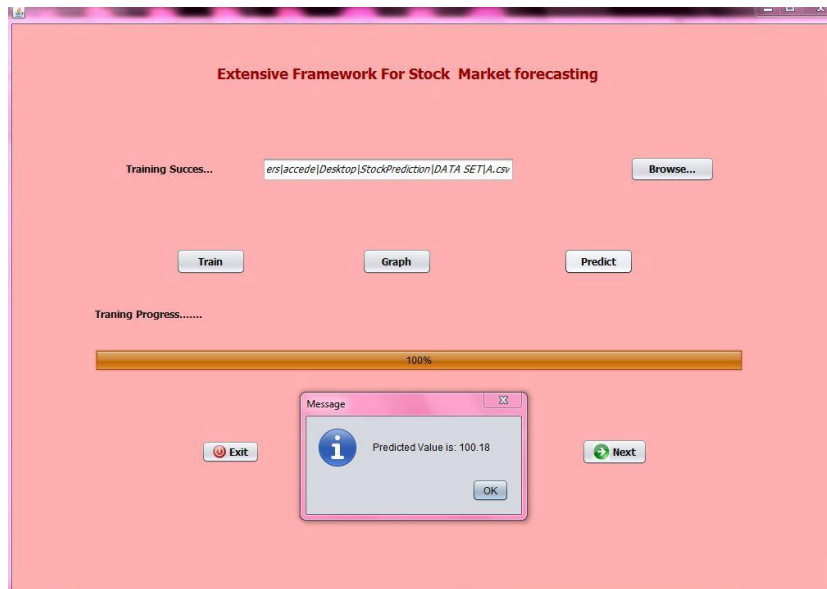 Extensive Framework For Stock Market forecasting
Training Succes...
ers|accede|Desktop|StockPrediction|DATA SET|A.csv
Browse...
Train
Graph
Predict
Traning Progress.......
100%
Message
Predicted Value is: 100.18
OK
Exit
Next